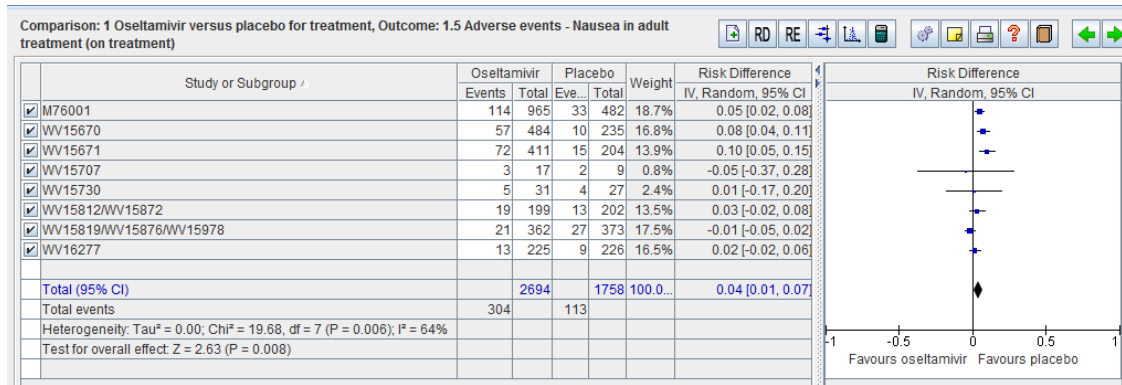 Comparison: 1 Oseltamivir versus placebo for treatment, Outcome: 1.5 Adverse events - Nausea in adult
treatment (on treatment)
RD RE ?
Study or Subgroup Oseltamivir Placebo Weight Risk Difference Risk Difference
Events Total Eve... Total IV, Random, 95% CI IV, Random, 95% CI
M76001 114 965 33 482 18.7% 0.05 [0.02, 0.08]
WV15670 57 484 10 235 16.8% 0.08 [0.04, 0.11]
WV15671 72 411 15 204 13.9% 0.10 [0.05, 0.15]
WV15707 3 17 2 9 0.8% -0.05 [-0.37, 0.28]
WV15730 5 31 4 27 2.4% 0.01 [-0.17, 0.20]
WV15812/WV15872 19 199 13 202 13.5% 0.03 [-0.02, 0.08]
WV15819/WV15876/WV15978 21 362 27 373 17.5% -0.01 [-0.05, 0.02]
WV16277 13 225 9 226 16.5% 0.02 [-0.02, 0.06]
Total (95% CI) 2694 1758 100.0... 0.04 [0.01, 0.07]
Total events 304 113
Heterogeneity: Tau² = 0.00; Chi² = 19.68, df = 7 (P = 0.006); I² = 64%
Test for overall effect: Z = 2.63 (P = 0.008)
-1 -0.5 0 0.5 1
Favours oseltamivir Favours placebo